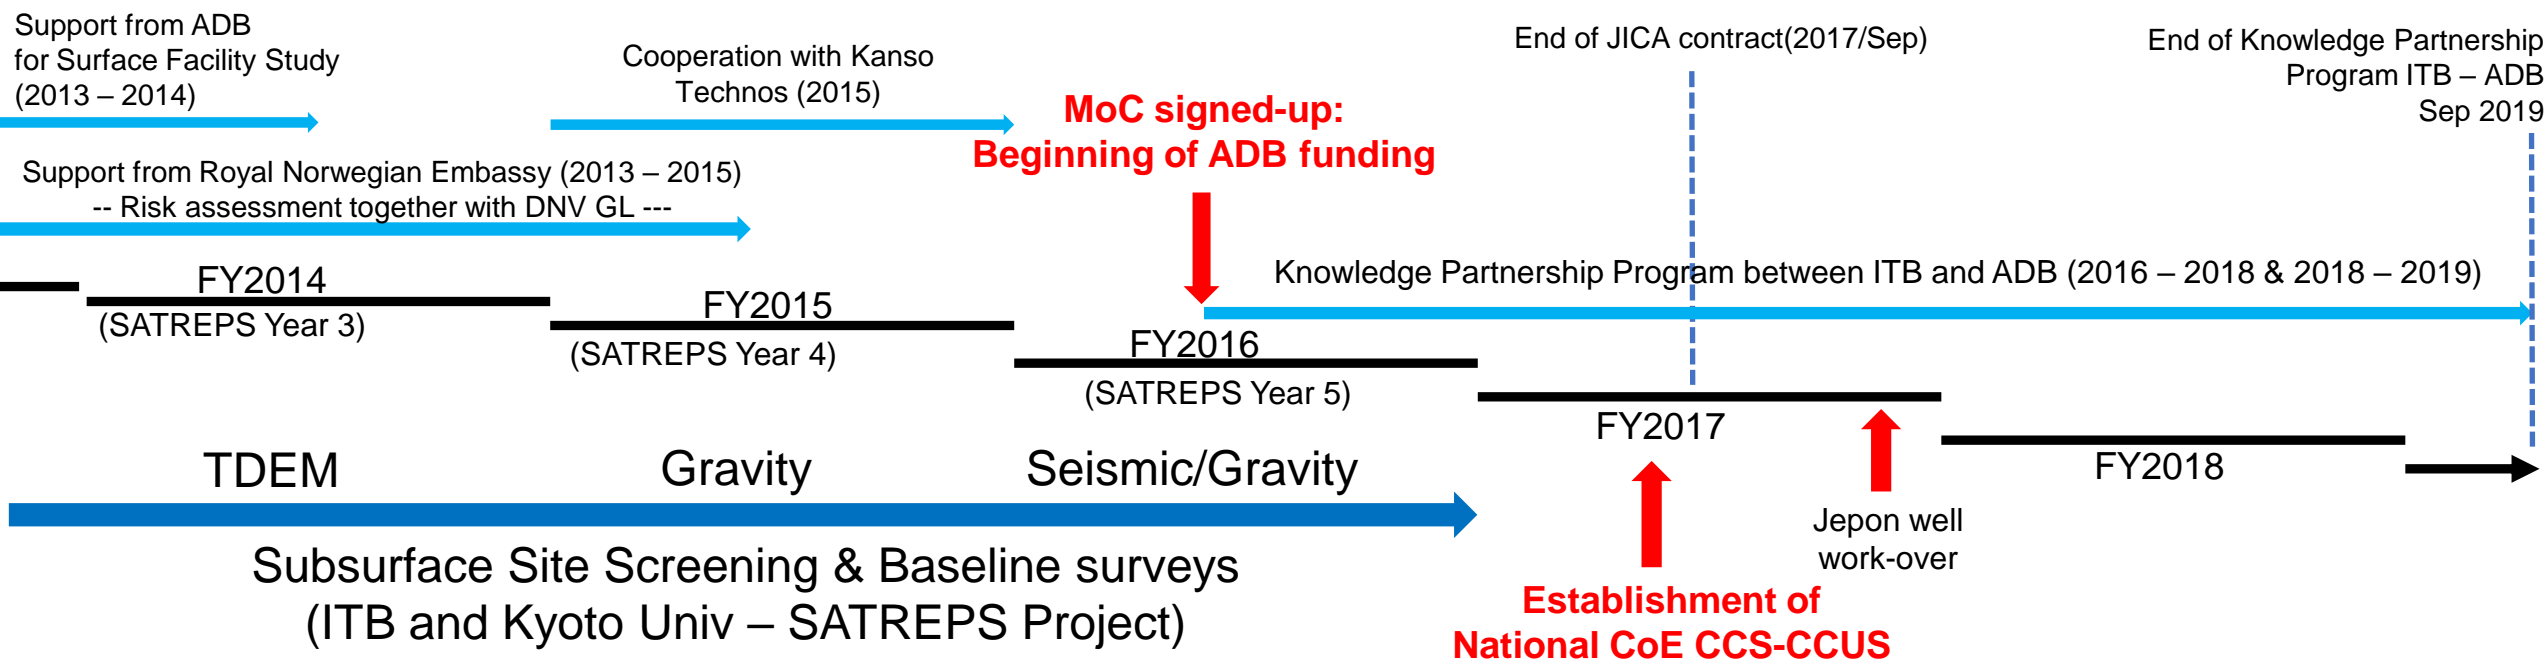 Support from ADB
for Surface Facility Study
(2013 – 2014)
Cooperation with Kanso
Technos (2015)
MoC signed-up:
Beginning of ADB funding
End of JICA contract(2017/Sep)
End of Knowledge Partnership
Program ITB – ADB
Sep 2019
Support from Royal Norwegian Embassy (2013 – 2015)
-- Risk assessment together with DNV GL ---
Knowledge Partnership Program between ITB and ADB (2016 – 2018 & 2018 – 2019)
FY2014
(SATREPS Year 3)
FY2015
(SATREPS Year 4)
FY2016
(SATREPS Year 5)
FY2017
FY2018
TDEM
Gravity
Seismic/Gravity
Jepon well
work-over
Subsurface Site Screening & Baseline surveys
(ITB and Kyoto Univ – SATREPS Project)
Establishment of
National CoE CCS-CCUS